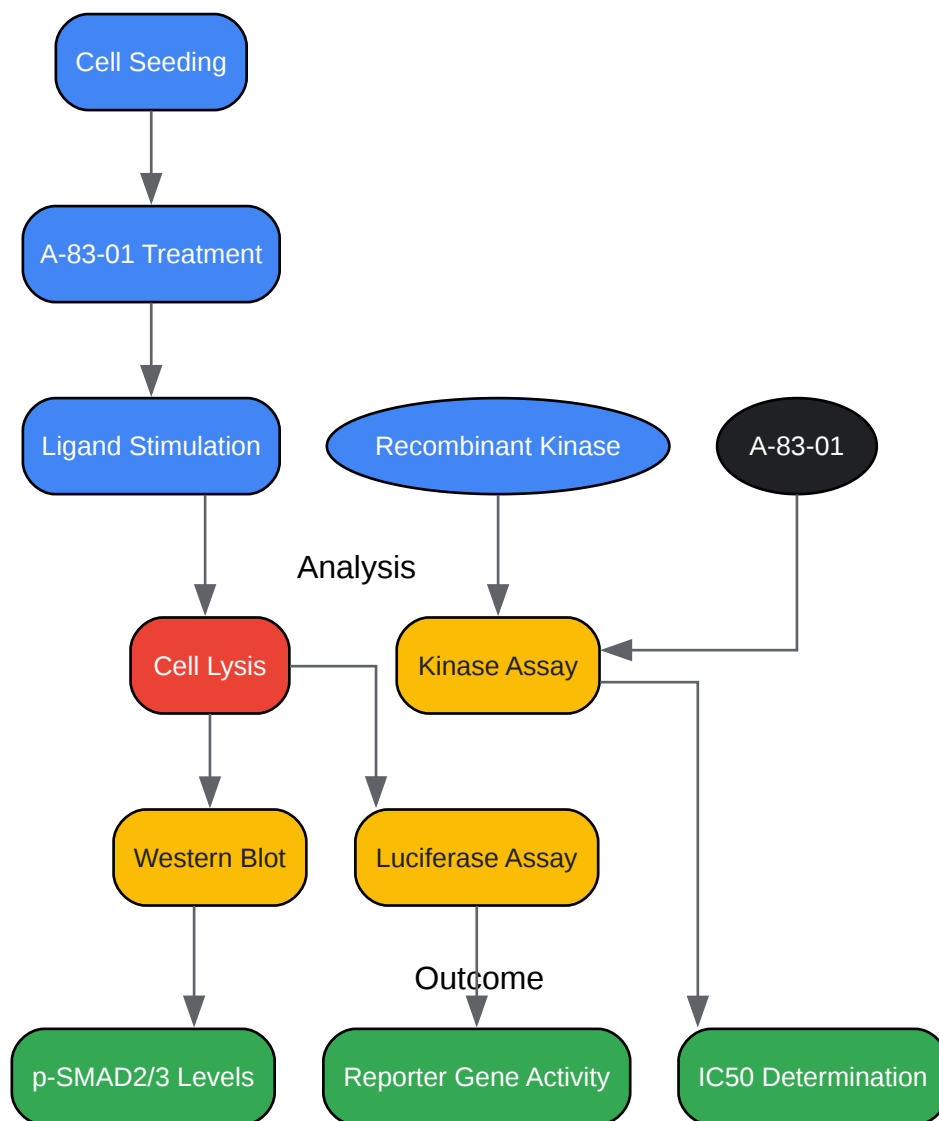 Cell Seeding
A-83-01 Treatment
Ligand Stimulation
Recombinant Kinase
A-83-01
Analysis
Cell Lysis
Kinase Assay
Western Blot
Luciferase Assay
Outcome
p-SMAD2/3 Levels
Reporter Gene Activity
IC50 Determination